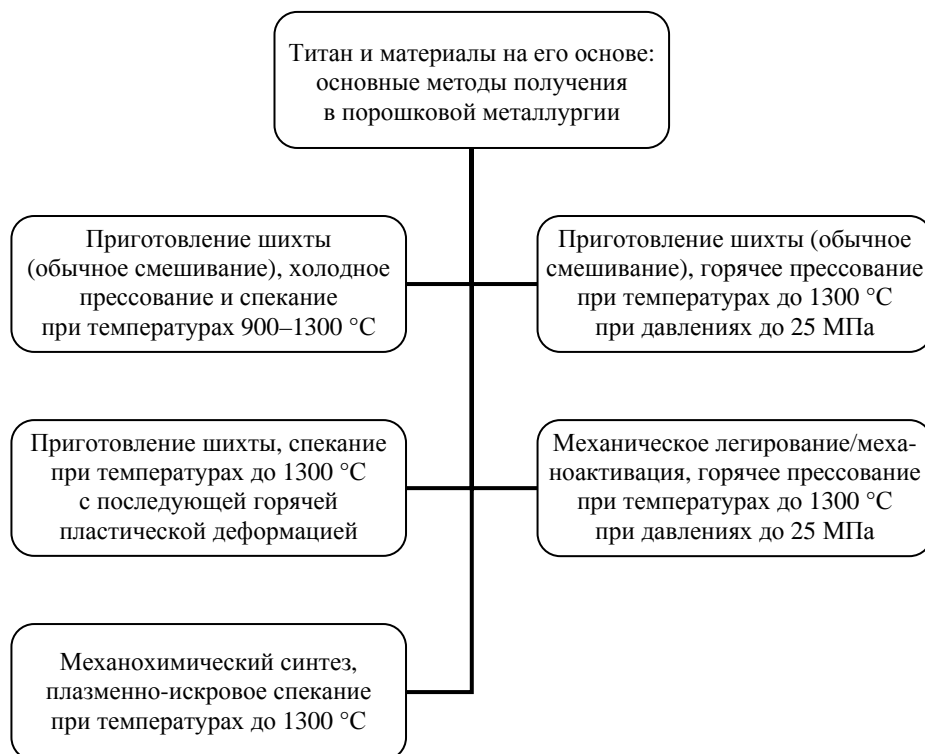 Титан и материалы на его основе:
основные методы получения
в порошковой металлургии
Приготовление шихты
(обычное смешивание), холодное
прессование и спекание
при температурах 900–1300 °С
Приготовление шихты (обычное
смешивание), горячее прессование
при температурах до 1300 °С
при давлениях до 25 МПа
Приготовление шихты, спекание
при температурах до 1300 °С
с последующей горячей
пластической деформацией
Механическое легирование/меха-
ноактивация, горячее прессование
при температурах до 1300 °С
при давлениях до 25 МПа
Механохимический синтез,
плазменно-искровое спекание
при температурах до 1300 °С